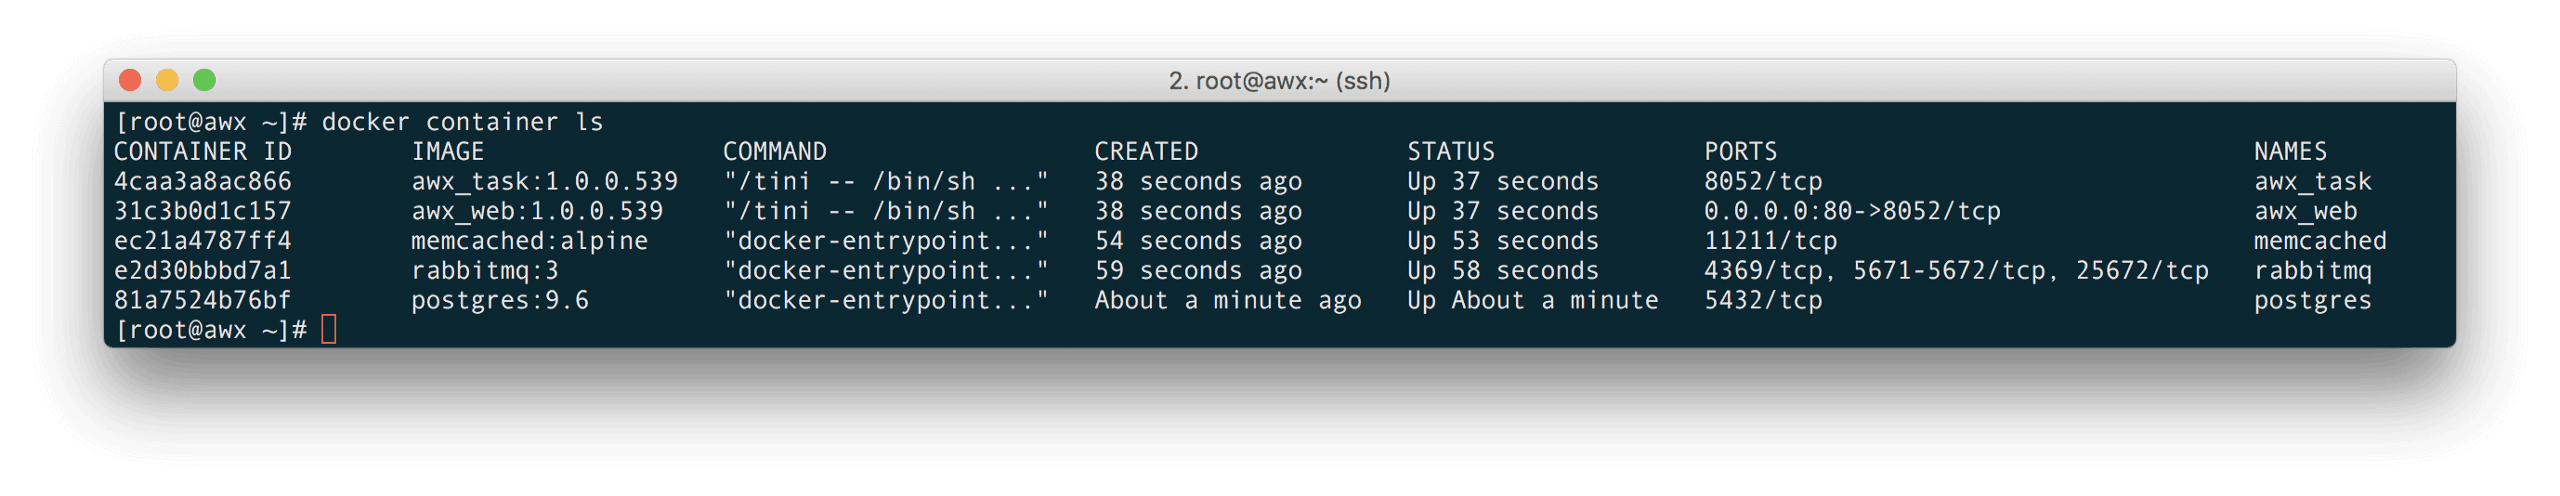 2. root@awx:~ (ssh)
[root@awx ~]# docker container ls
CONTAINER ID        IMAGE                COMMAND                  CREATED              STATUS              PORTS                                NAMES
4caa3a8ac866        awx_task:1.0.0.539   "/tini -- /bin/sh ..."   38 seconds ago       Up 37 seconds       8052/tcp                             awx_task
31c3b0d1c157        awx_web:1.0.0.539    "/tini -- /bin/sh ..."   38 seconds ago       Up 37 seconds       0.0.0.0:80->8052/tcp                 awx_web
ec21a4787ff4        memcached:alpine     "docker-entrypoint..."   54 seconds ago       Up 53 seconds       11211/tcp                            memcached
e2d30bbbd7a1        rabbitmq:3           "docker-entrypoint..."   59 seconds ago       Up 58 seconds       4369/tcp, 5671-5672/tcp, 25672/tcp   rabbitmq
81a7524b76bf        postgres:9.6         "docker-entrypoint..."   About a minute ago   Up About a minute   5432/tcp                             postgres
[root@awx ~]#